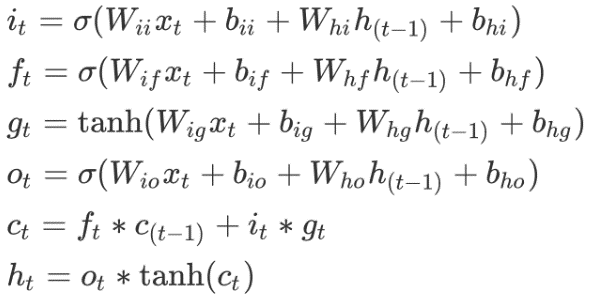 i_t = σ(W_{ii} x_t + b_{ii} + W_{hi} h_{(t−1)} + b_{hi})
f_t = σ(W_{if} x_t + b_{if} + W_{hf} h_{(t−1)} + b_{hf})
g_t = tanh(W_{ig} x_t + b_{ig} + W_{hg} h_{(t−1)} + b_{hg})
o_t = σ(W_{io} x_t + b_{io} + W_{ho} h_{(t−1)} + b_{ho})
c_t = f_t * c_{(t−1)} + i_t * g_t
h_t = o_t * tanh(c_t)